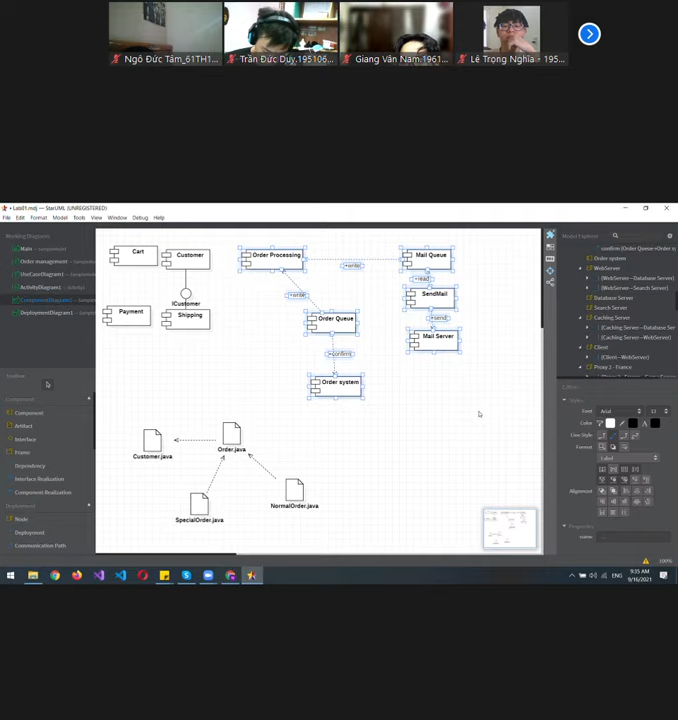 Ngô Đức Tâm_61TH1...
Trần Đức Duy.195106...
Giang Văn Nam.1961...
Lê Trọng Nghĩa - 195...
Lab01.mdj — StarUML (UNREGISTERED)
File Edit Format Model Tools View Window Debug Help
Working Diagrams
Main
Order management
UseCaseDiagram1
ActivityDiagram1
ComponentDiagram1
DeploymentDiagram1
Toolbox
Component
Component
Artifact
Interface
Frame
Dependency
Interface Realization
Component Realization
Deployment
Node
Deployment
Communication Path
Cart
Customer
ICustomer
Payment
Shipping
Order Processing
+write
Mail Queue
+read
SendMail
+send
Mail Server
+write
Order Queue
+confirm
Order system
Customer.java
Order.java
SpecialOrder.java
NormalOrder.java
Model Explorer
Search
confirm (Order Queue→Order s
Order system
WebServer
(WebServer→Database Server)
(WebServer→Search Server)
Database Server
Search Server
Caching Server
(Caching Server→Database Ser
(Caching Server→WebServer)
Client
(Client→WebServer)
Proxy 2 - France
Editors
Styles
Font
Arial
11
Color
Line Style
Format
Label
Alignment
Properties
name
100%
ENG
9:35 AM
9/16/2021